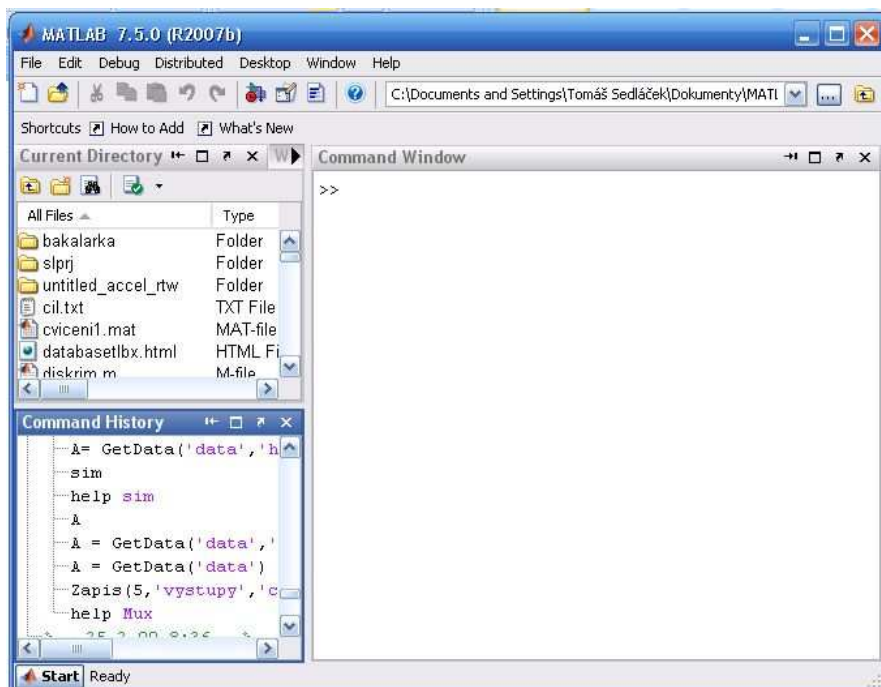 MATLAB 7.5.0 (R2007b)
File Edit Debug Distributed Desktop Window Help
C:\Documents and Settings\Tomáš Sedláček\Dokumenty\MATL
Shortcuts How to Add What's New
Current Directory
All Files Type
bakalarka Folder
slprj Folder
untitled_accel_rtw Folder
cil.txt TXT File
cviceni1.mat MAT-file
databasetlbx.html HTML Fi
diskrim.m M-file
Command History
A= GetData('data','h
sim
help sim
A
A = GetData('data','
A = GetData('data')
Zapis(5,'vystupy','c
help Mux
Command Window
>>
Start Ready